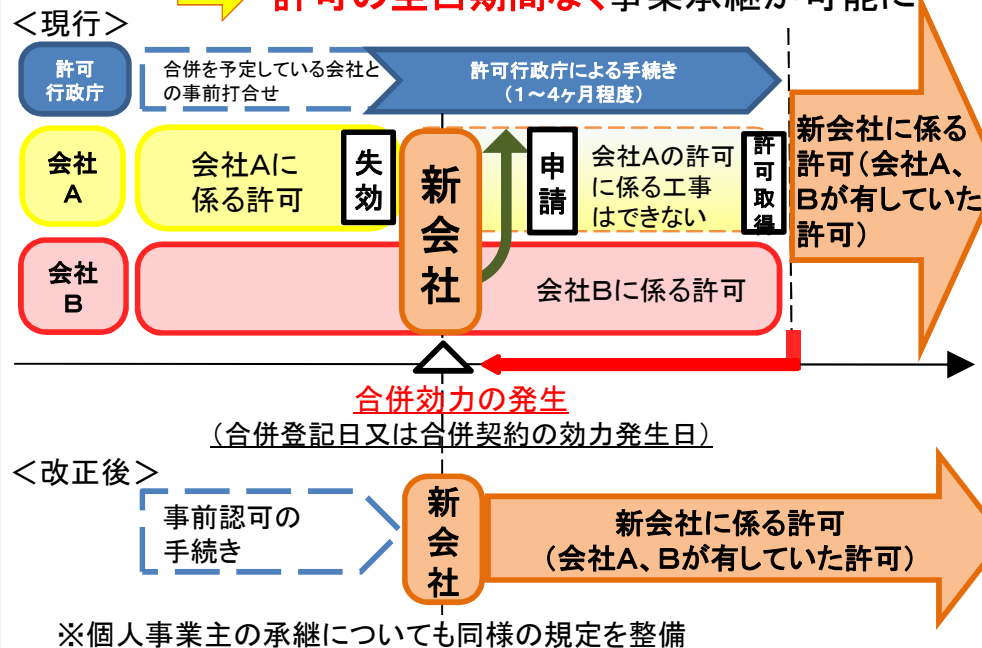 許可の空白期間なく事業承継が可能に
＜現行＞
許可
行政庁
合併を予定している会社と
の事前打合せ
許可行政庁による手続き
（１～４ヶ月程度）
会社
Ａ
会社Ａに
係る許可
失効
新会社
申請
会社Ａの許可
に係る工事
はできない
許可取得
新会社に係る
許可（会社Ａ、
Ｂが有していた
許可）
会社
Ｂ
会社Ｂに係る許可
合併効力の発生
（合併登記日又は合併契約の効力発生日）
＜改正後＞
事前認可の
手続き
新会社
新会社に係る許可
（会社Ａ、Ｂが有していた許可）
※個人事業主の承継についても同様の規定を整備